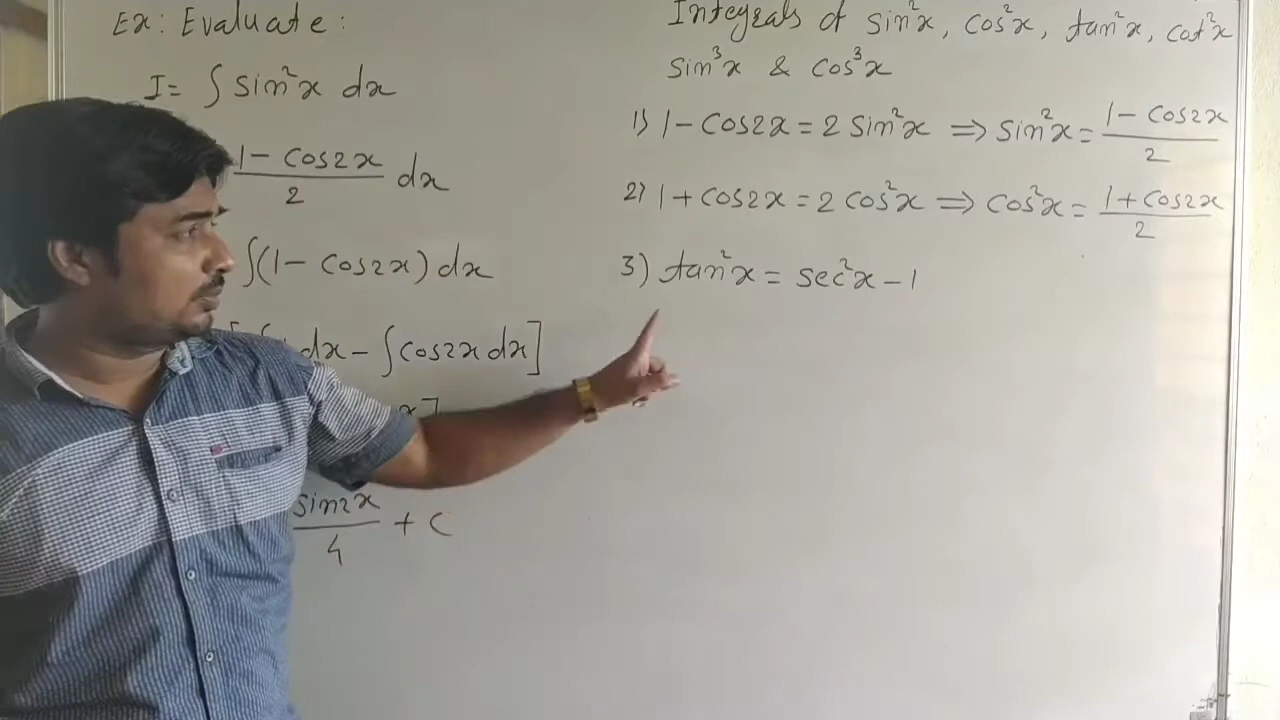 Ex: Evaluate:
I = ∫ sin²x dx
1 - cos2x / 2 dx
∫(1 - cos2x) dx
dx - ∫cos2x dx]
x]
sin2x / 4 + C
Integrals of sin²x, cos²x, tan²x, cot²x
sin³x & cos³x
1) 1 - cos2x = 2 sin²x ⇒ sin²x = 1 - cos2x / 2
2) 1 + cos2x = 2 cos²x ⇒ cos²x = 1 + cos2x / 2
3) tan²x = sec²x - 1